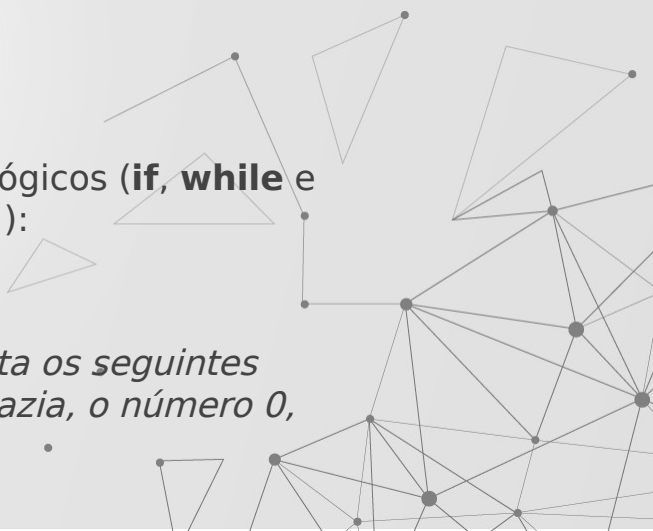 ógicos (if, while e
):
ta os seguintes
azia, o número 0,